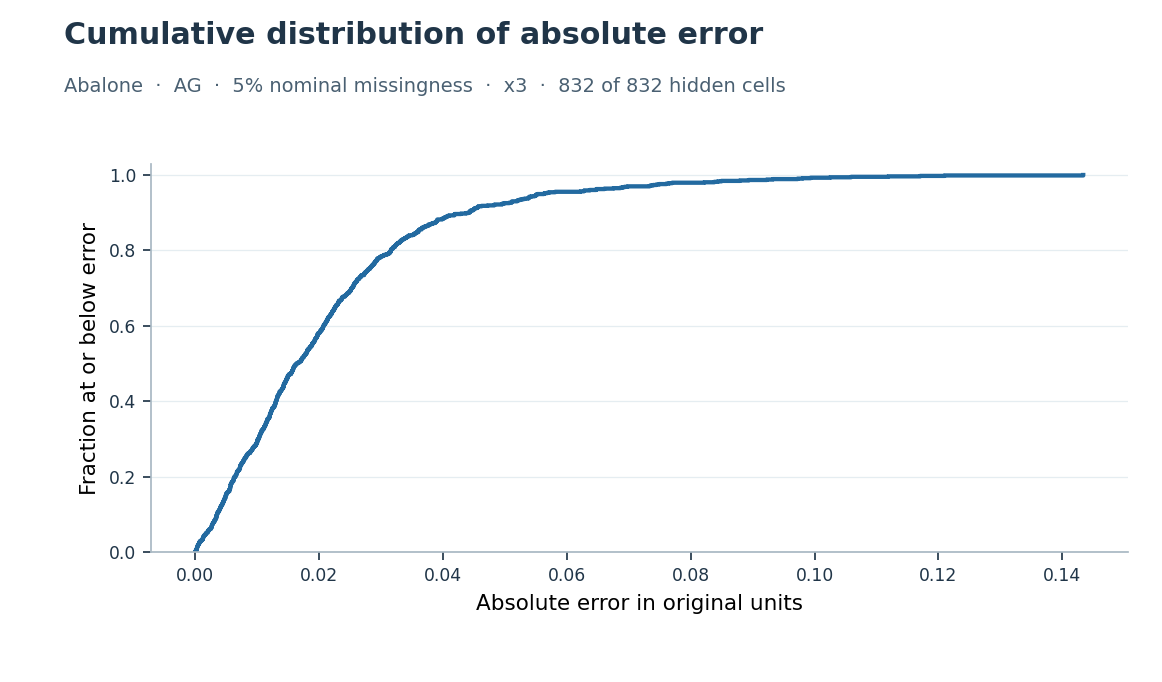 Cumulative distribution of absolute error
Abalone · AG · 5% nominal missingness · x3 · 832 of 832 hidden cells
Fraction at or below error
1.0
0.8
0.6
0.4
0.2
0.0
0.00 0.02 0.04 0.06 0.08 0.10 0.12 0.14
Absolute error in original units